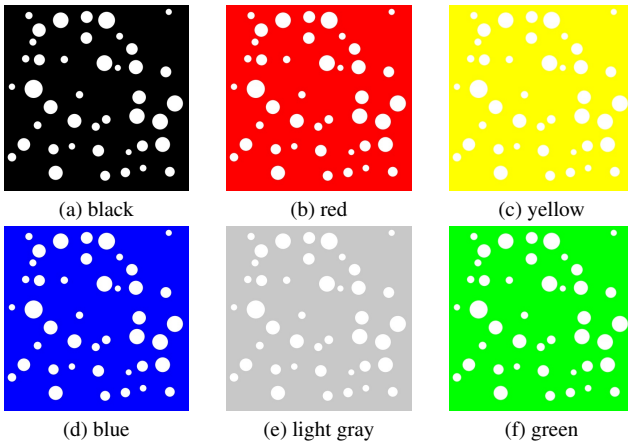 (a) black
(b) red
(c) yellow
(d) blue
(e) light gray
(f) green